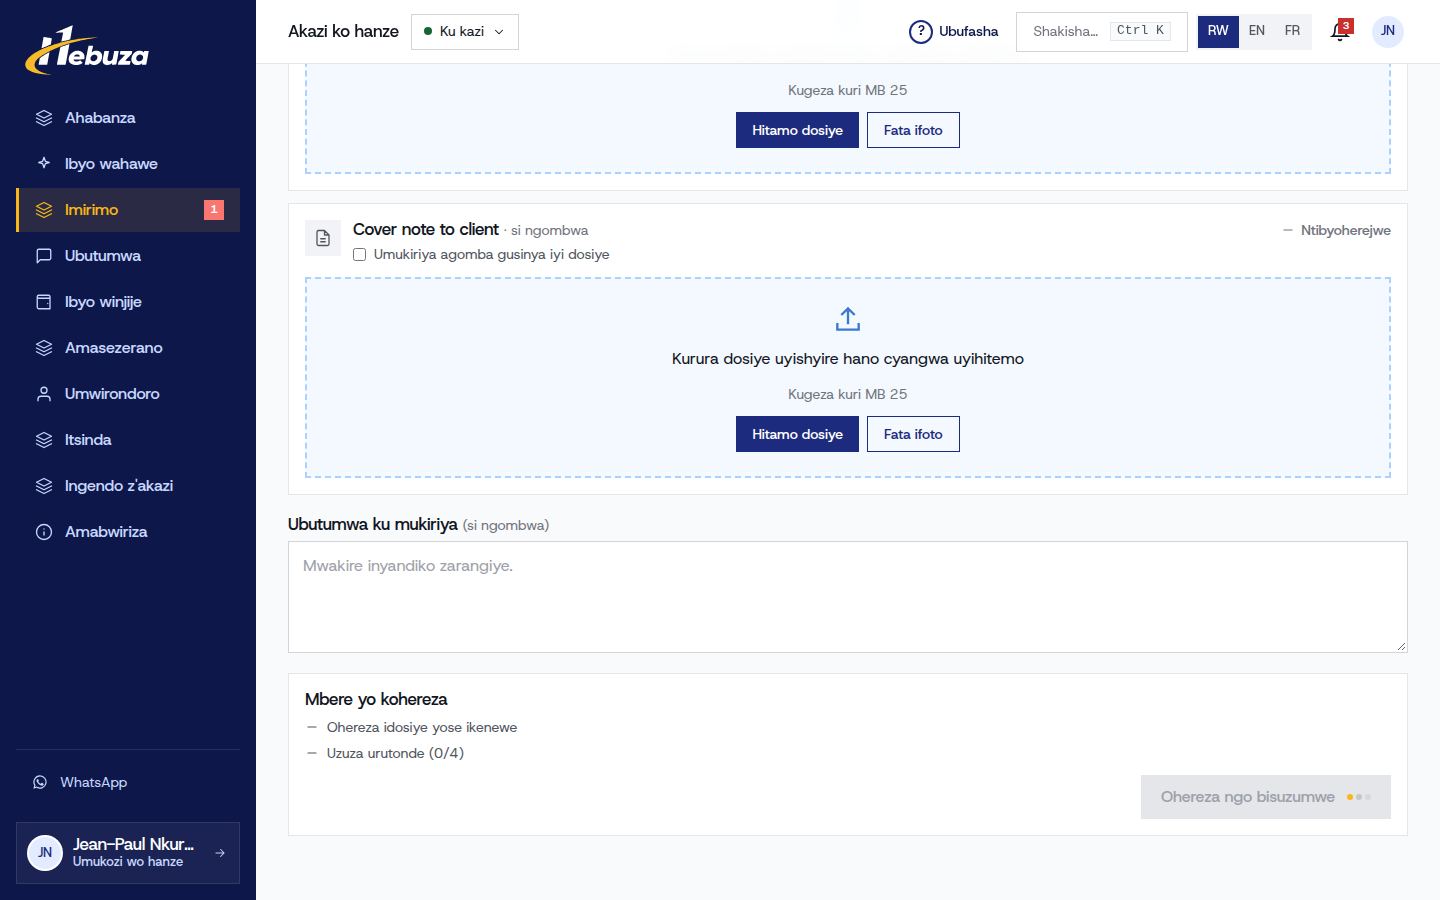 Hebuza
Ahabanza
Ibyo wahawe
Imirimo 1
Ubutumwa
Ibyo winjije
Amasezerano
Umwirondoro
Itsinda
Ingendo z'akazi
Amabwiriza
WhatsApp
JN Jean-Paul Nkur...
Umukozi wo hanze
Akazi ko hanze Ku kazi ? Ubufasha Shakisha... Ctrl K RW EN FR 3 JN
Kugeza kuri MB 25
Hitamo dosiye Fata ifoto
Cover note to client · si ngombwa — Ntibyoherejwe
Umukiriya agomba gusinya iyi dosiye
Kurura dosiye uyishyire hano cyangwa uyihitemo
Kugeza kuri MB 25
Hitamo dosiye Fata ifoto
Ubutumwa ku mukiriya (si ngombwa)
Mwakire inyandiko zarangiye.
Mbere yo kohereza
— Ohereza idosiye yose ikenewe
— Uzuza urutonde (0/4)
Ohereza ngo bisuzumwe